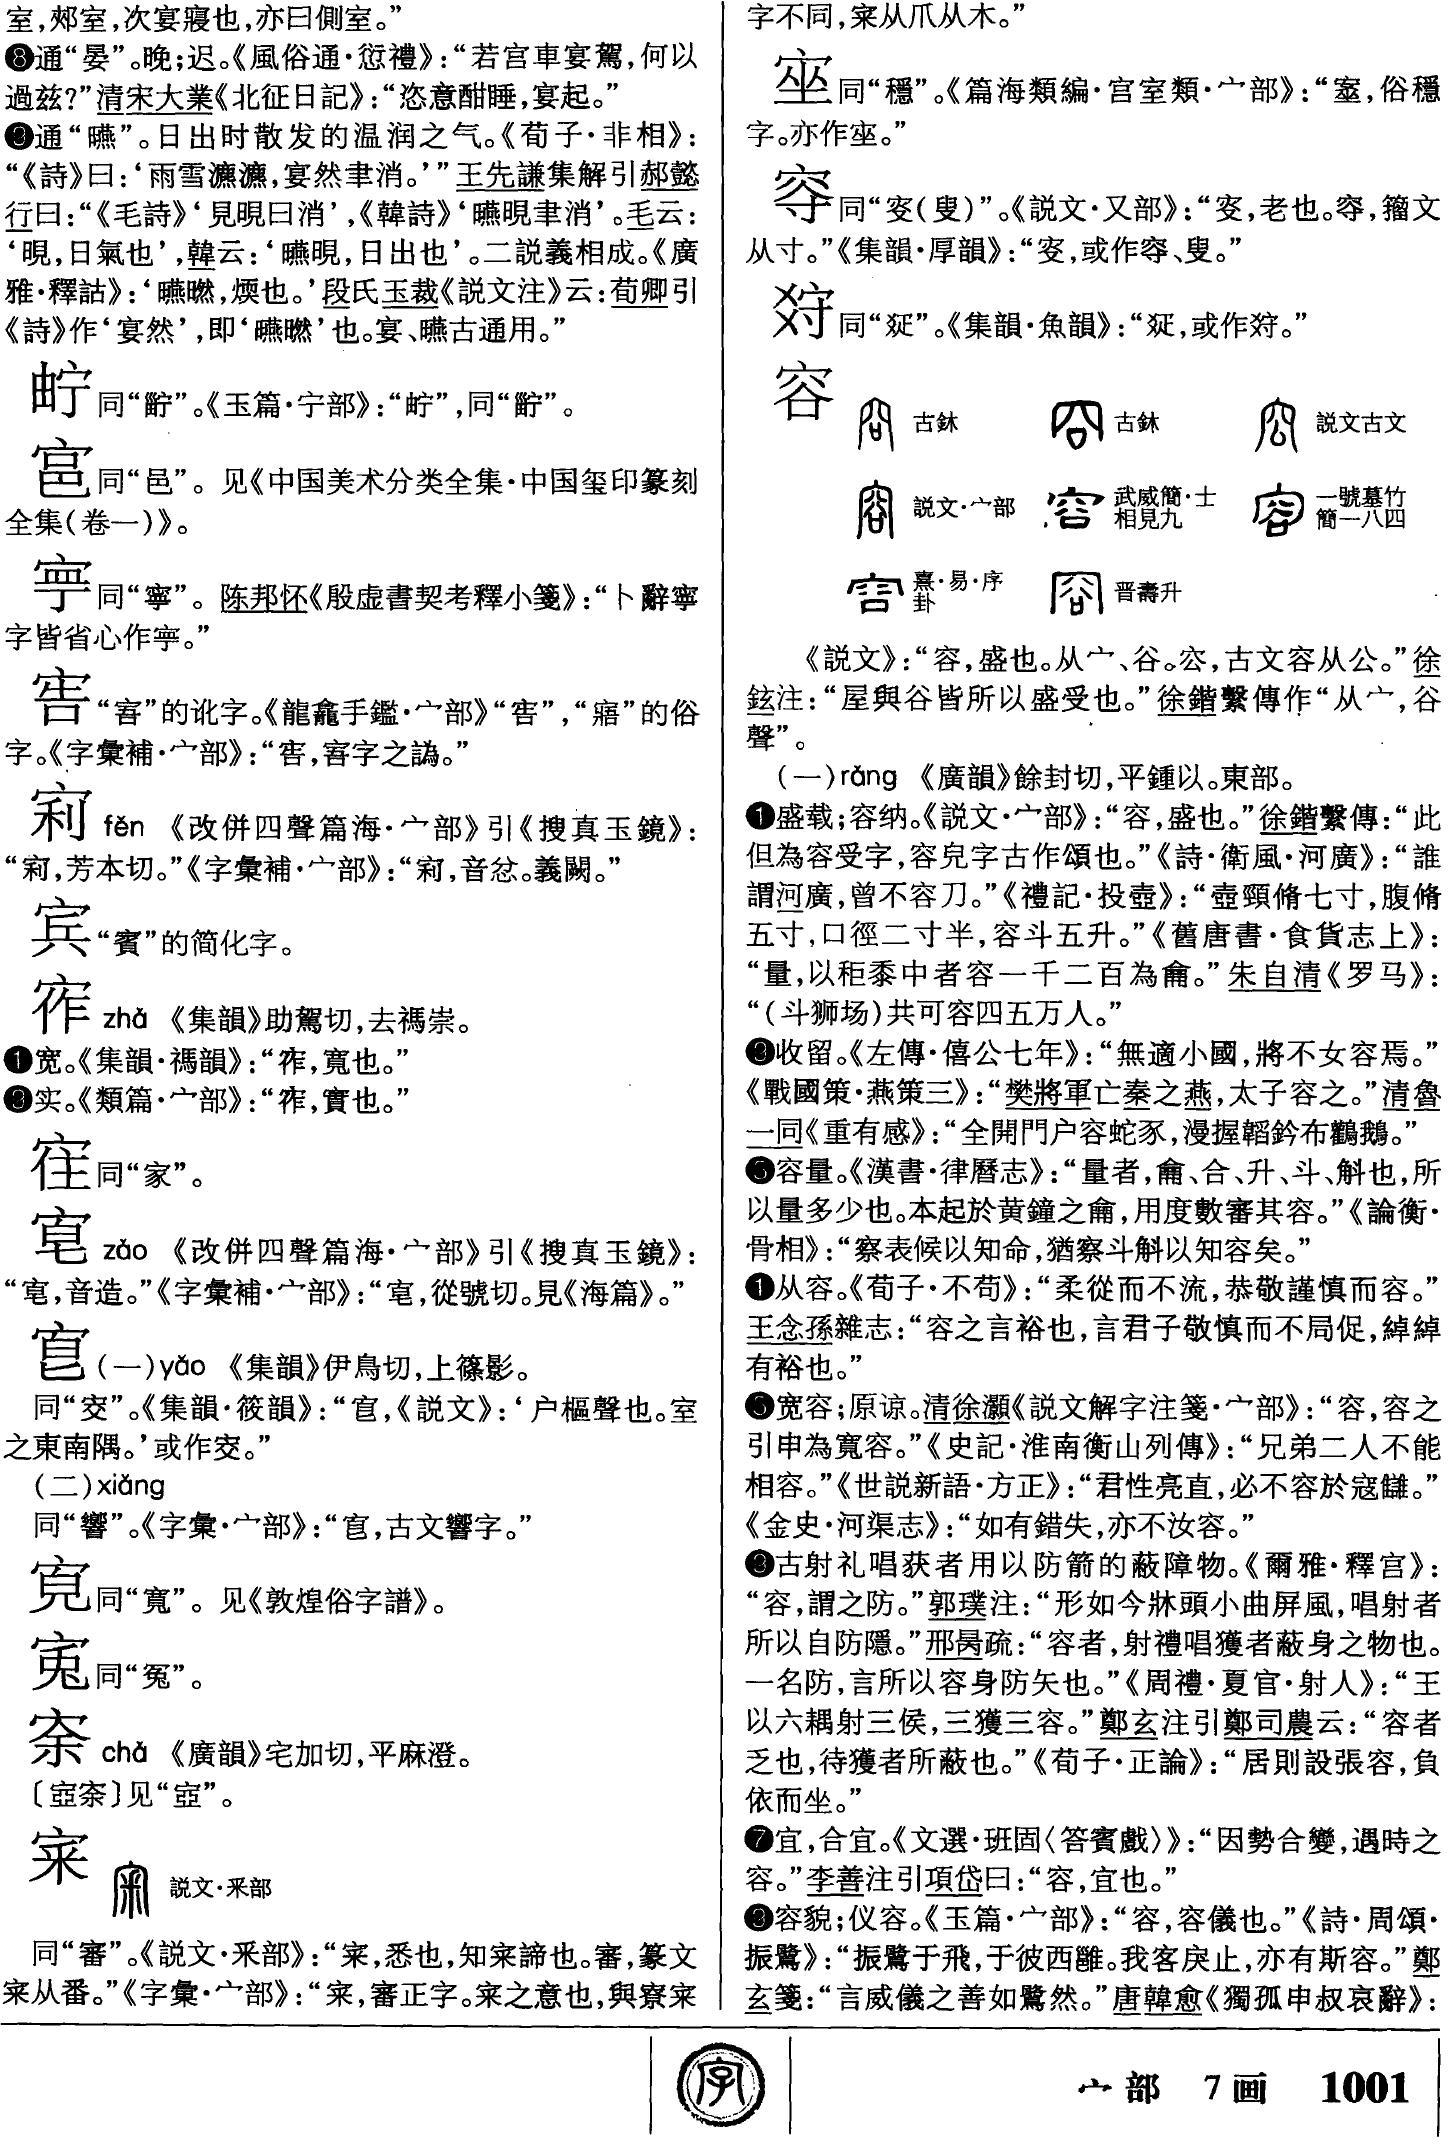 室，郟室，次宴寢也，亦曰側室。”
❽通“晏”。晚；迟。《風俗通·愆禮》：“若宫車宴駕，何以
過兹？”清宋大業《北征日記》：“恣意酣睡，宴起。”
❾通“曣”。日出时散发的温润之气。《荀子·非相》：
“《詩》曰：‘雨雪瀌瀌，宴然聿消。’”王先謙集解引郝懿
行曰：“《毛詩》‘見晛曰消’，《韓詩》‘曣晛聿消’。毛云：
‘晛，日氣也’，韓云：‘曣晛，日出也’。二説義相成。《廣
雅·釋詁》：‘曣㬗，煗也。’段氏玉裁《説文注》云：荀卿引
《詩》作‘宴然’，即‘曣㬗’也。宴、曣古通用。”
同“䍆”。《玉篇·宁部》：“㽉”，同“䍆”。
同“邑”。见《中国美术分类全集·中国玺印篆刻
全集（卷一）》。
寍 同“寧”。陈邦怀《殷虚書契考釋小箋》：“卜辭寧
字皆省心作寧。”
“㝓”的讹字。《龍龕手鑑·宀部》“𡧱”，“寤”的俗
字。《字彙補·宀部》：“𡧱，㝓字之譌。”
fěn 《改併四聲篇海·宀部》引《搜真玉鏡》：
“，芳本切。”《字彙補·宀部》：“，音忿。義闕。”
宾“賓”的简化字。
zhà 《集韻》助駕切，去禡崇。
❶宽。《集韻·禡韻》：“，寬也。”
❷实。《類篇·宀部》：“，實也。”
同“家”。
zào 《改併四聲篇海·宀部》引《搜真玉鏡》：
“，音造。”《字彙補·宀部》：“，從號切。見《海篇》。”
㝘（一）yǎo 《集韻》伊鳥切，上篠影。
同“㝔”。《集韻·筱韻》：“㝘，《説文》：‘户樞聲也。室
之東南隅。’或作㝔。”
（二）xiǎng
同“響”。《字彙·宀部》：“㝘，古文響字。”
寛 同“寬”。见《敦煌俗字譜》。
寃 同“冤”。
chá 《廣韻》宅加切，平麻澄。
〔〕见“”。
宷 説文·釆部
同“審”。《説文·釆部》：“宷，悉也，知宷諦也。審，篆文
宷从番。”《字彙·宀部》：“宷，審正字。宷之意也，與寮宷
字不同，寀从爪从木。”
同“穩”。《篇海類編·宫室類·宀部》：“，俗穩
字。亦作。”
同“𡨦（叟）”。《説文·又部》：“𡨦，老也。，籀文
从寸。”《集韻·厚韻》：“𡨦，或作、叟。”
同“”。《集韻·魚韻》：“，或作。”
容 古鉩 古鉩 説文古文
説文·宀部 武威簡·士相見九 一號墓竹簡一八四
熹·易·序卦 晋壽升
《説文》：“容，盛也。从宀、谷。㝐，古文容从公。”徐
鉉注：“屋與谷皆所以盛受也。”徐鍇繫傳作“从宀，谷
聲”。
（一）róng 《廣韻》餘封切，平鍾以。東部。
❶盛载；容纳。《説文·宀部》：“容，盛也。”徐鍇繫傳：“此
但為容受字，容皃字古作頌也。”《詩·衛風·河廣》：“誰
謂河廣，曾不容刀。”《禮記·投壺》：“壺頸脩七寸，腹脩
五寸，口徑二寸半，容斗五升。”《舊唐書·食貨志上》：
“量，以秬黍中者容一千二百為龠。”朱自清《罗马》：
“（斗狮场）共可容四五万人。”
❷收留。《左傳·僖公七年》：“無適小國，將不女容焉。”
《戰國策·燕策三》：“樊將軍亡秦之燕，太子容之。”清魯
一同《重有感》：“全開門户容蛇豕，漫握韜鈐布鸛鵝。”
❸容量。《漢書·律曆志》：“量者，龠、合、升、斗、斛也，所
以量多少也。本起於黄鐘之龠，用度數審其容。”《論衡·
骨相》：“察表候以知命，猶察斗斛以知容矣。”
❹从容。《荀子·不苟》：“柔從而不流，恭敬謹慎而容。”
王念孫雜志：“容之言裕也，言君子敬慎而不局促，綽綽
有裕也。”
❺宽容；原谅。清徐灝《説文解字注箋·宀部》：“容，容之
引申為寬容。”《史記·淮南衡山列傳》：“兄弟二人不能
相容。”《世説新語·方正》：“君性亮直，必不容於寇讎。”
《金史·河渠志》：“如有錯失，亦不汝容。”
❻古射礼唱获者用以防箭的蔽障物。《爾雅·釋宫》：
“容，謂之防。”郭璞注：“形如今牀頭小曲屏風，唱射者
所以自防隱。”邢昺疏：“容者，射禮唱獲者蔽身之物也。
一名防，言所以容身防矢也。”《周禮·夏官·射人》：“王
以六耦射三侯，三獲三容。”鄭玄注引鄭司農云：“容者
乏也，待獲者所蔽也。”《荀子·正論》：“居則設張容，負
依而坐。”
❼宜，合宜。《文選·班固〈答賓戲〉》：“因勢合變，遇時之
容。”李善注引項岱曰：“容，宜也。”
❽容貌；仪容。《玉篇·宀部》：“容，容儀也。”《詩·周頌·
振鷺》：“振鷺于飛，于彼西雝。我客戾止，亦有斯容。”鄭
玄箋：“言威儀之善如鷺然。”唐韓愈《獨孤申叔哀辭》：
字
宀部 7画 1001